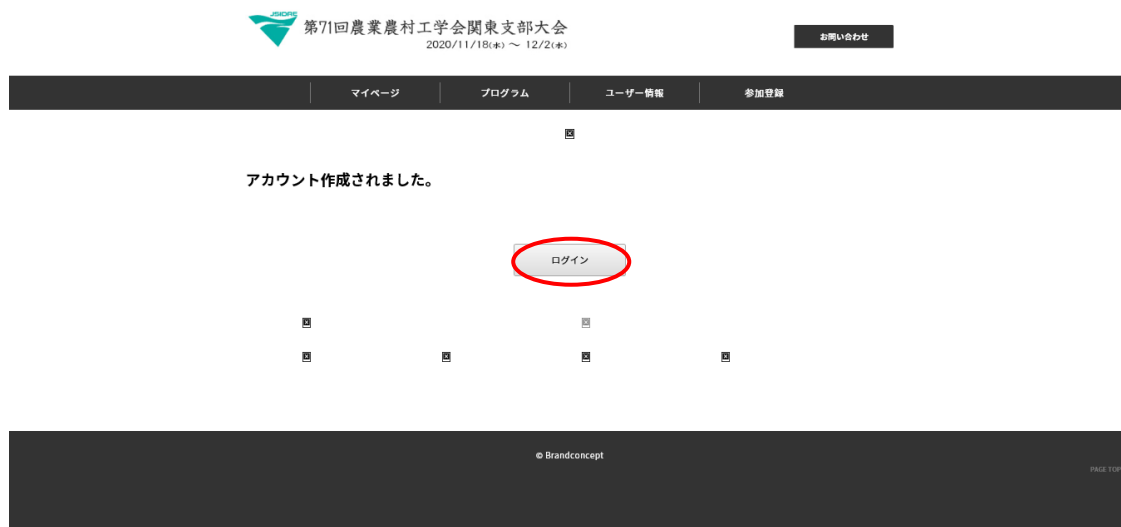 JSIDRE
第71回農業農村工学会関東支部大会
2020/11/18(水) ～ 12/2(水)
お問い合わせ
マイページ
プログラム
ユーザー情報
参加登録
アカウント作成されました。
ログイン
© Brandconcept
PAGE TOP